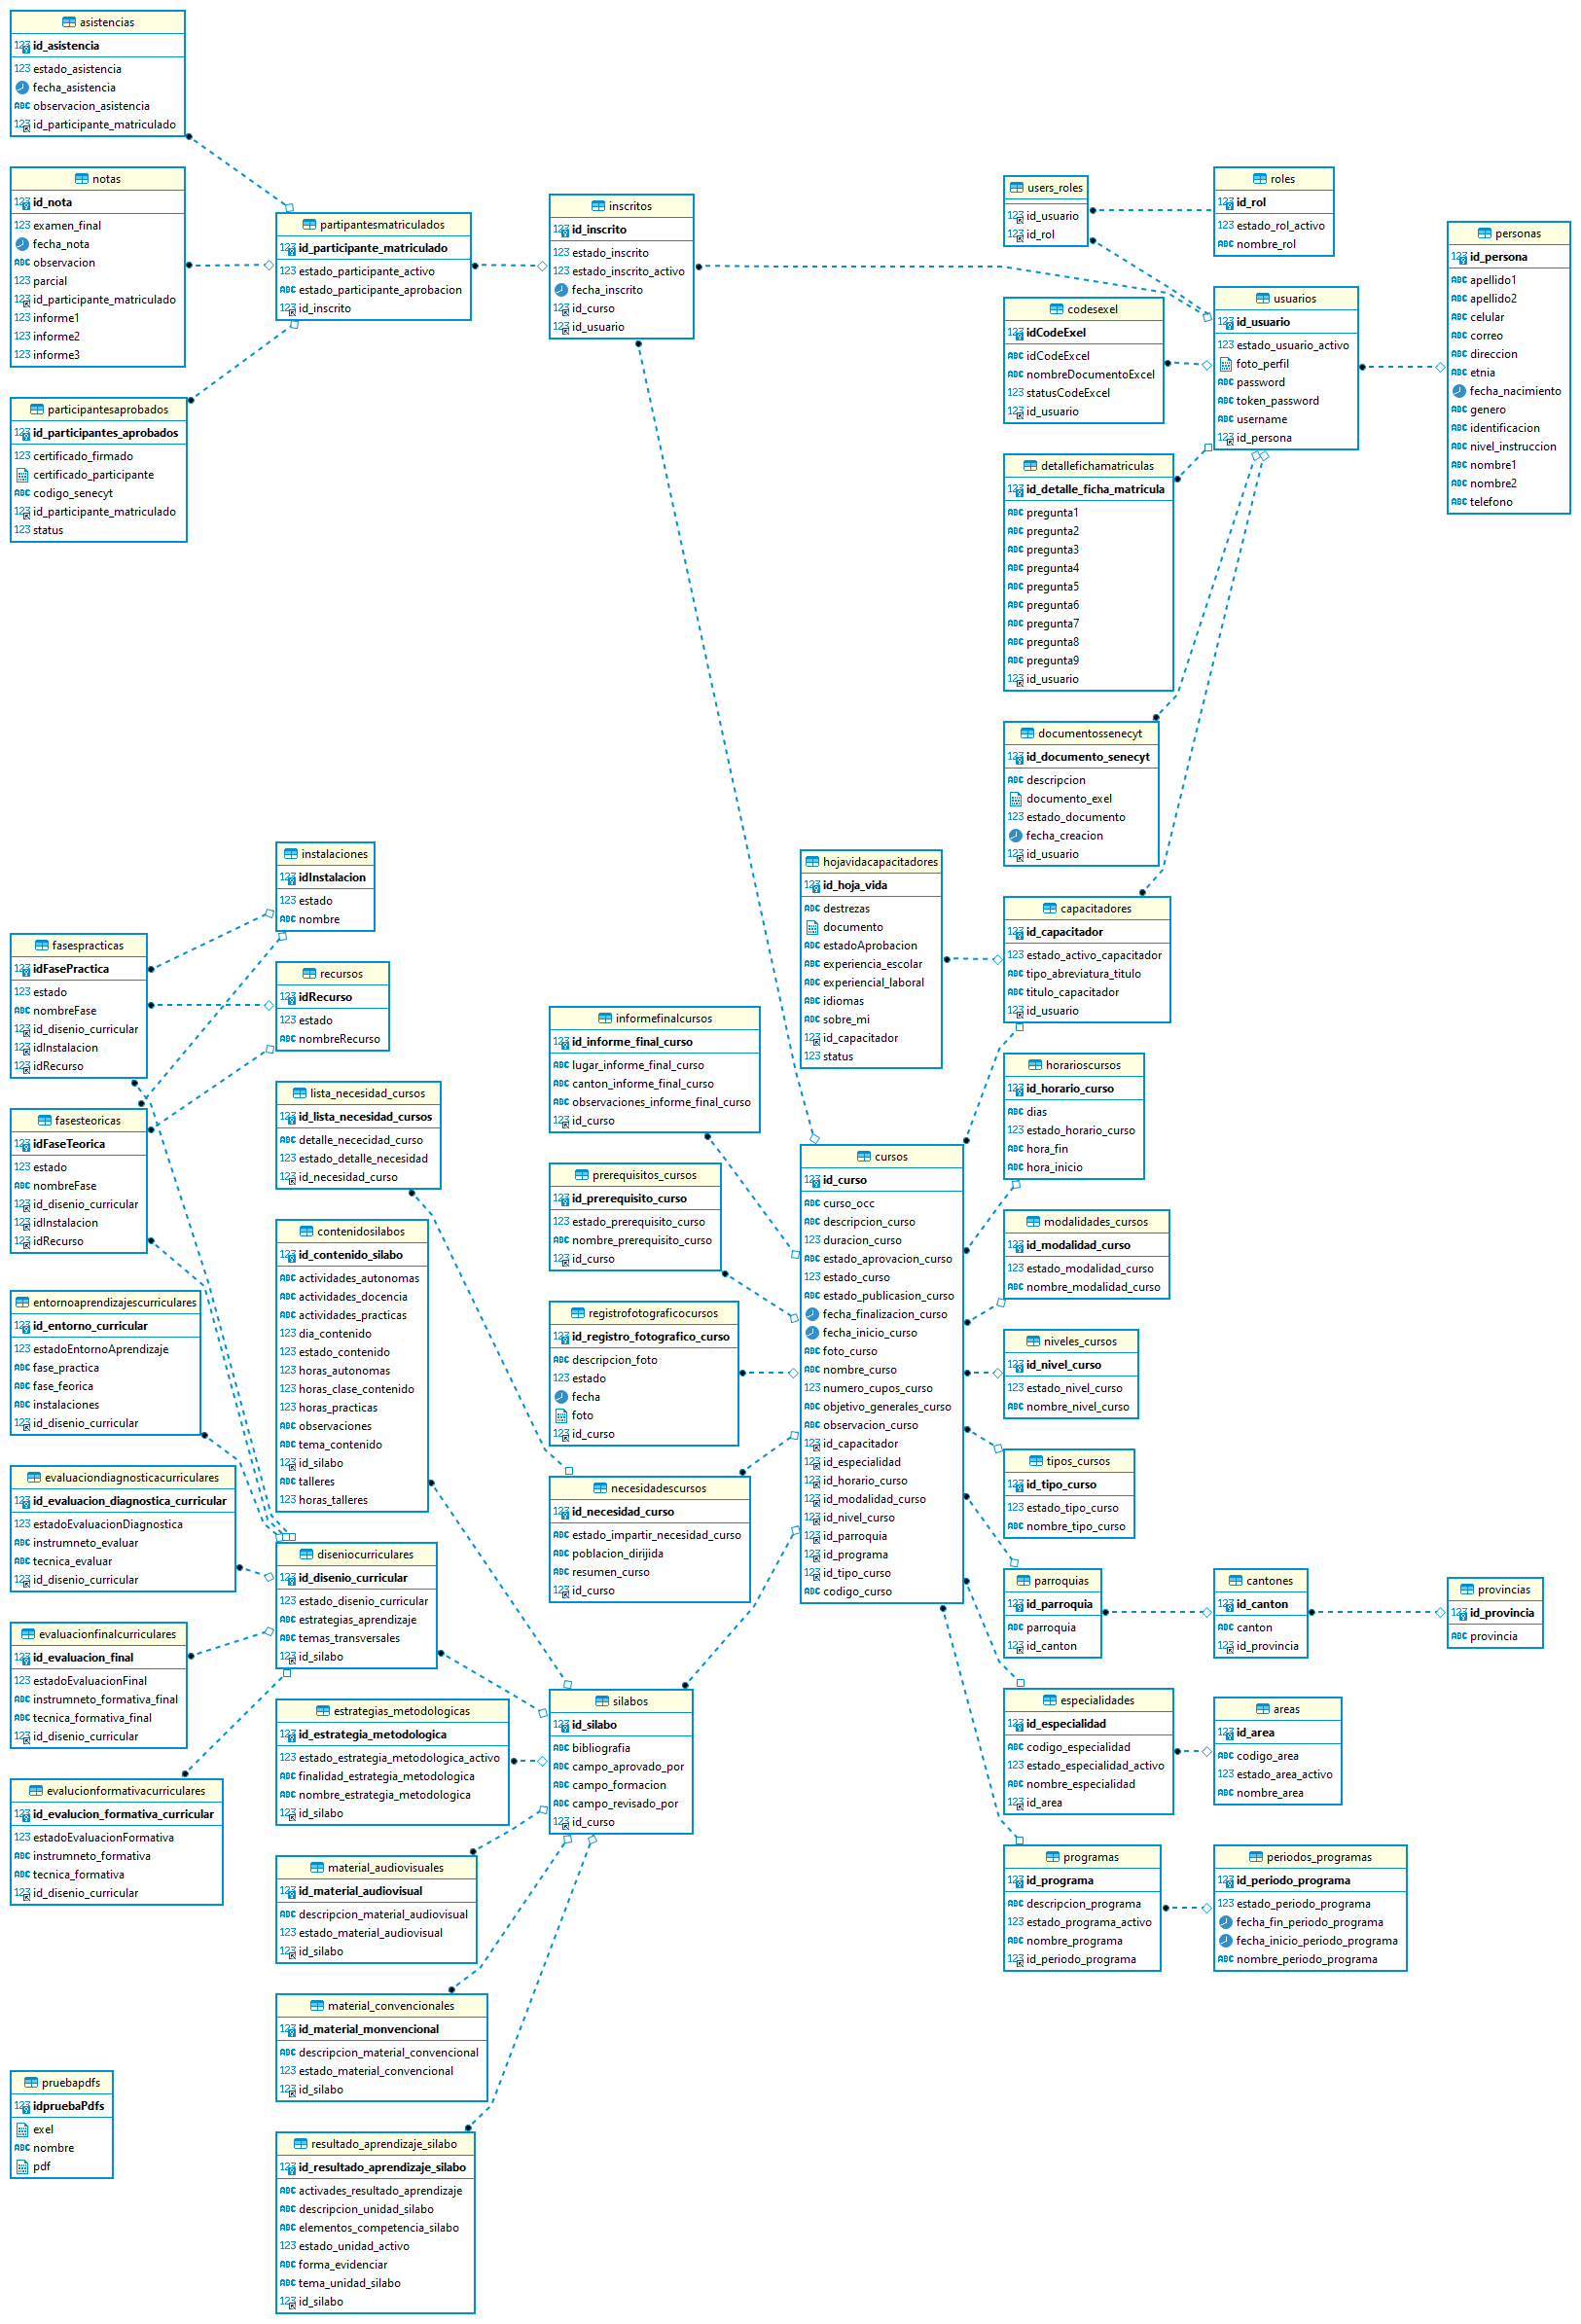 asistencias
id_asistencia
estado_asistencia
fecha_asistencia
observacion_asistencia
id_participante_matriculado
notas
id_nota
examen_final
fecha_nota
observacion
parcial
id_participante_matriculado
informe1
informe2
informe3
participantesaprobados
id_participantes_aprobados
certificado_firmado
certificado_participante
codigo_senecyt
id_participante_matriculado
status
partipantesmatriculados
id_participante_matriculado
estado_participante_activo
estado_participante_aprobacion
id_inscrito
inscritos
id_inscrito
estado_inscrito
estado_inscrito_activo
fecha_inscrito
id_curso
id_usuario
users_roles
id_usuario
id_rol
roles
id_rol
estado_rol_activo
nombre_rol
codesexel
idCodeExel
idCodeExcel
nombreDocumentoExcel
statusCodeExcel
id_usuario
usuarios
id_usuario
estado_usuario_activo
foto_perfil
password
token_password
username
id_persona
personas
id_persona
apellido1
apellido2
celular
correo
direccion
etnia
fecha_nacimiento
genero
identificacion
nivel_instruccion
nombre1
nombre2
telefono
detallefichamatriculas
id_detalle_ficha_matricula
pregunta1
pregunta2
pregunta3
pregunta4
pregunta5
pregunta6
pregunta7
pregunta8
pregunta9
id_usuario
documentossenecyt
id_documento_senecyt
descripcion
documento_exel
estado_documento
fecha_creacion
id_usuario
instalaciones
idInstalacion
estado
nombre
hojavidacapacitadores
id_hoja_vida
destrezas
documento
estadoAprobacion
experiencia_escolar
experiencial_laboral
idiomas
sobre_mi
id_capacitador
status
capacitadores
id_capacitador
estado_activo_capacitador
tipo_abreviatura_titulo
titulo_capacitador
id_usuario
fasespracticas
idFasePractica
estado
nombreFase
id_disenio_curricular
idInstalacion
idRecurso
recursos
idRecurso
estado
nombreRecurso
fasesteoricas
idFaseTeorica
estado
nombreFase
id_disenio_curricular
idInstalacion
idRecurso
lista_necesidad_cursos
id_lista_necesidad_cursos
detalle_nececidad_curso
estado_detalle_necesidad
id_necesidad_curso
informefinalcursos
id_informe_final_curso
lugar_informe_final_curso
canton_informe_final_curso
observaciones_informe_final_curso
id_curso
prerequisitos_cursos
id_prerequisito_curso
estado_prerequisito_curso
nombre_prerequisito_curso
id_curso
registrofotograficocursos
id_registro_fotografico_curso
descripcion_foto
estado
fecha
foto
id_curso
necesidadescursos
id_necesidad_curso
estado_impartir_necesidad_curso
poblacion_dirijida
resumen_curso
id_curso
cursos
id_curso
curso_occ
descripcion_curso
duracion_curso
estado_aprovacion_curso
estado_curso
estado_publicasion_curso
fecha_finalizacion_curso
fecha_inicio_curso
foto_curso
nombre_curso
numero_cupos_curso
objetivo_generales_curso
observacion_curso
id_capacitador
id_especialidad
id_horario_curso
id_modalidad_curso
id_nivel_curso
id_parroquia
id_programa
id_tipo_curso
codigo_curso
horarioscursos
id_horario_curso
dias
estado_horario_curso
hora_fin
hora_inicio
modalidades_cursos
id_modalidad_curso
estado_modalidad_curso
nombre_modalidad_curso
niveles_cursos
id_nivel_curso
estado_nivel_curso
nombre_nivel_curso
tipos_cursos
id_tipo_curso
estado_tipo_curso
nombre_tipo_curso
parroquias
id_parroquia
parroquia
id_canton
cantones
id_canton
canton
id_provincia
provincias
id_provincia
provincia
especialidades
id_especialidad
codigo_especialidad
estado_especialidad_activo
nombre_especialidad
id_area
areas
id_area
codigo_area
estado_area_activo
nombre_area
programas
id_programa
descripcion_programa
estado_programa_activo
nombre_programa
id_periodo_programa
periodos_programas
id_periodo_programa
estado_periodo_programa
fecha_fin_periodo_programa
fecha_inicio_periodo_programa
nombre_periodo_programa
contenidosilabos
id_contenido_silabo
actividades_autonomas
actividades_docencia
actividades_practicas
dia_contenido
estado_contenido
horas_autonomas
horas_clase_contenido
horas_practicas
observaciones
tema_contenido
id_silabo
talleres
horas_talleres
entornoaprendizajescurriculares
id_entorno_curricular
estadoEntornoAprendizaje
fase_practica
fase_feorica
instalaciones
id_disenio_curricular
evaluaciondiagnosticacurriculares
id_evaluacion_diagnostica_curricular
estadoEvaluacionDiagnostica
instrumneto_evaluar
tecnica_evaluar
id_disenio_curricular
diseniocurriculares
id_disenio_curricular
estado_disenio_curricular
estrategias_aprendizaje
temas_transversales
id_silabo
evaluacionfinalcurriculares
id_evaluacion_final
estadoEvaluacionFinal
instrumneto_formativa_final
tecnica_formativa_final
id_disenio_curricular
evalucionformativacurriculares
id_evalucion_formativa_curricular
estadoEvaluacionFormativa
instrumneto_formativa
tecnica_formativa
id_disenio_curricular
estrategias_metodologicas
id_estrategia_metodologica
estado_estrategia_metodologica_activo
finalidad_estrategia_metodologica
nombre_estrategia_metodologica
id_silabo
silabos
id_silabo
bibliografia
campo_aprovado_por
campo_formacion
campo_revisado_por
id_curso
material_audiovisuales
id_material_audiovisual
descripcion_material_audiovisual
estado_material_audiovisual
id_silabo
material_convencionales
id_material_monvencional
descripcion_material_convencional
estado_material_convencional
id_silabo
pruebapdfs
idpruebaPdfs
exel
nombre
pdf
resultado_aprendizaje_silabo
id_resultado_aprendizaje_silabo
activades_resultado_aprendizaje
descripcion_unidad_silabo
elementos_competencia_silabo
estado_unidad_activo
forma_evidenciar
tema_unidad_silabo
id_silabo